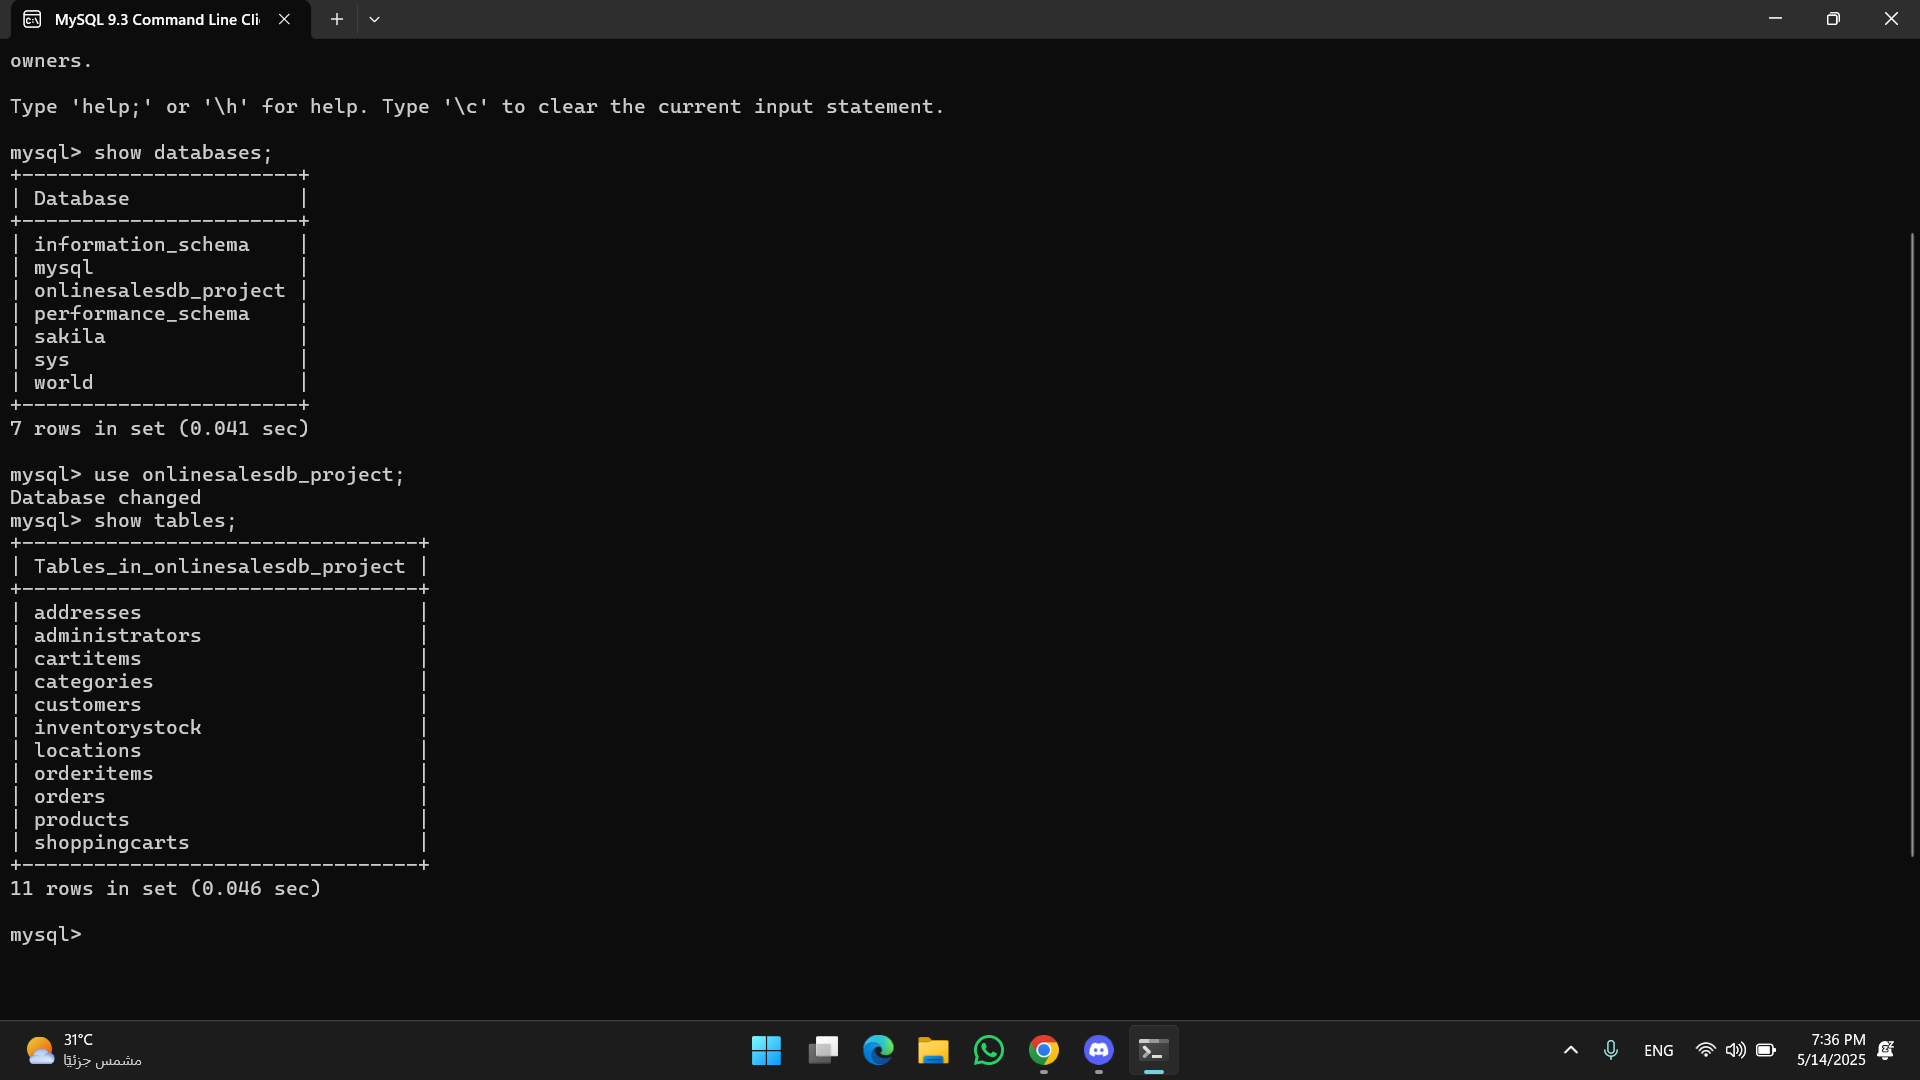 MySQL 9.3 Command Line Cli
owners.
Type 'help;' or '\h' for help. Type '\c' to clear the current input statement.
mysql> show databases;
+-----------------------+
| Database              |
+-----------------------+
| information_schema    |
| mysql                 |
| onlinesalesdb_project |
| performance_schema    |
| sakila                |
| sys                   |
| world                 |
+-----------------------+
7 rows in set (0.041 sec)
mysql> use onlinesalesdb_project;
Database changed
mysql> show tables;
+---------------------------------+
| Tables_in_onlinesalesdb_project |
+---------------------------------+
| addresses                       |
| administrators                  |
| cartitems                       |
| categories                      |
| customers                       |
| inventorystock                  |
| locations                       |
| orderitems                      |
| orders                          |
| products                        |
| shoppingcarts                   |
+---------------------------------+
11 rows in set (0.046 sec)
mysql>
31°C
مشمس جزئيًا
ENG
7:36 PM
5/14/2025